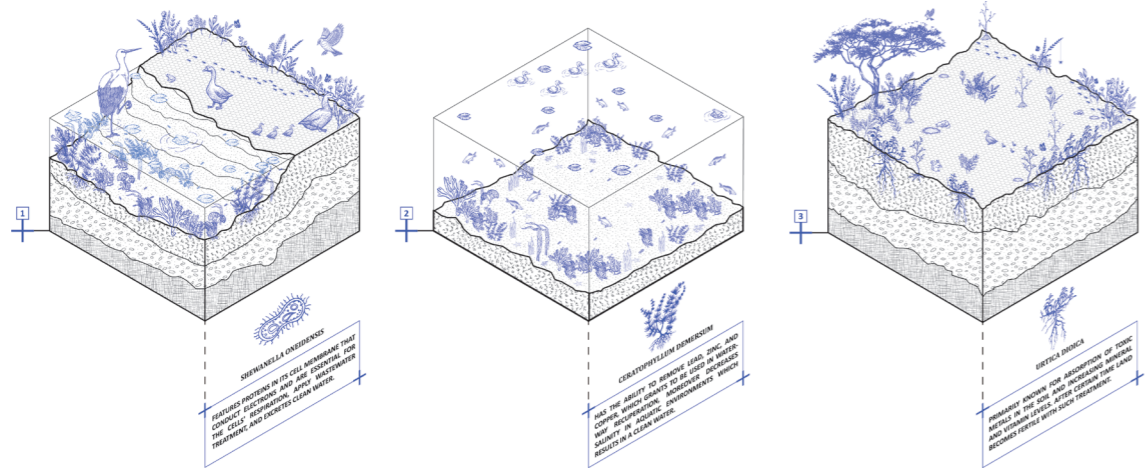 1
SHEWANELLA ONEIDENSIS
FEATURES PROTEINS IN ITS CELL MEMBRANE THAT
CONDUCT ELECTRONS AND ARE ESSENTIAL FOR
THE CELLS' RESPIRATION, APPLY WASTEWATER
TREATMENT, AND EXCRETES CLEAN WATER.
2
CERATOPHYLLUM DEMERSUM
HAS THE ABILITY TO REMOVE LEAD, ZINC, AND
COPPER, WHICH GRANTS TO BE USED IN WATER-
WAY RECUPERATION, MOREOVER DECREASES
SALINITY IN AQUATIC ENVIRONMENTS WHICH
RESULTS IN A CLEAN WATER.
3
URTICA DIOICA
PRIMARILY KNOWN FOR ABSORPTION OF TOXIC
METALS IN THE SOIL AND INCREASING MINERAL
AND VITAMIN LEVELS. AFTER CERTAIN TIME LAND
BECOMES FERTILE WITH SUCH TREATMENT.